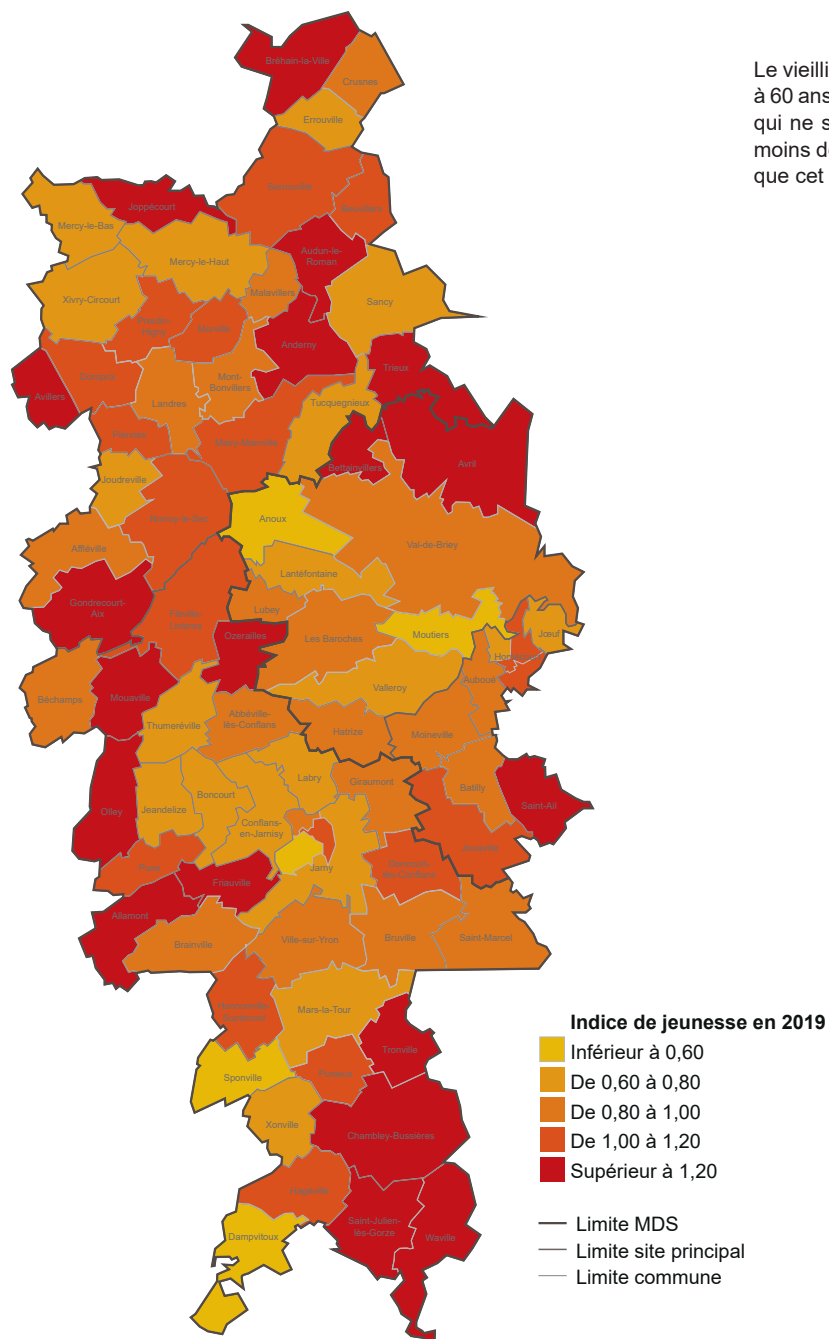 Le vieilli
à 60 ans
qui ne s
moins de
que cet
Bréhain-la-Ville
Crusnes
Errouville
Joppécourt
Mercy-le-Bas
Mercy-le-Haut
Audun-le-
Roman
Malavillers
Xivry-Circourt
Sancy
Anderny
Mont-
Bonvillers
Landres
Avillers
Trieux
Tucquegnieux
Bettainvillers
Avril
Joudreville
Anoux
Val-de-Briey
Affléville
Lantéfontaine
Gondrecourt-
Aix
Lubey
Ozerailles
Les Baroches
Moutiers
Jœuf
Auboué
Valleroy
Béchamps
Mouaville
Thumeréville
Abbéville-
lès-Conflans
Hatrize
Moineville
Labry
Giraumont
Batilly
Saint-Ail
Olley
Jeandelize
Boncourt
Conflans-
en-Jarnisy
Jarny
Friauville
Allamont
Brainville
Ville-sur-Yron
Bruville
Saint-Marcel
Mars-la-Tour
Tronville
Sponville
Xonville
Chambley-Bussières
Saint-Julien-
lès-Gorze
Waville
Dampvitoux
Indice de jeunesse en 2019
Inférieur à 0,60
De 0,60 à 0,80
De 0,80 à 1,00
De 1,00 à 1,20
Supérieur à 1,20
Limite MDS
Limite site principal
Limite commune